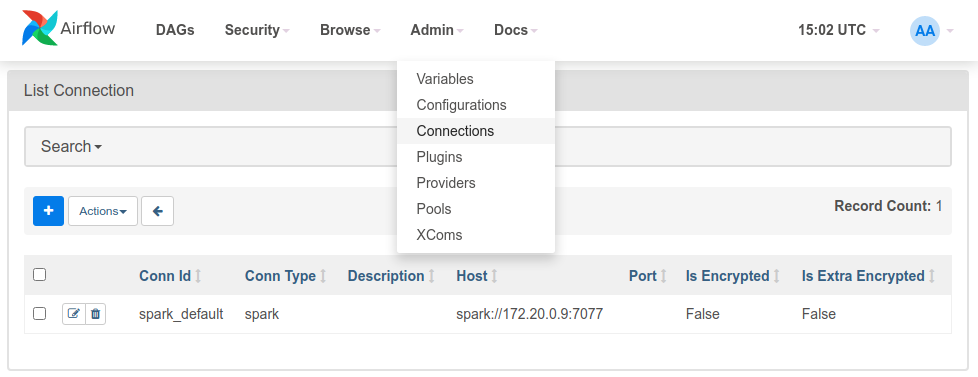 Airflow DAGs Security Browse Admin Docs 15:02 UTC AA
List Connection
Variables
Configurations
Connections
Plugins
Providers
Pools
XComs
Search
+ Actions Record Count: 1
Conn Id Conn Type Description Host Port Is Encrypted Is Extra Encrypted
spark_default spark spark://172.20.0.9:7077 False False